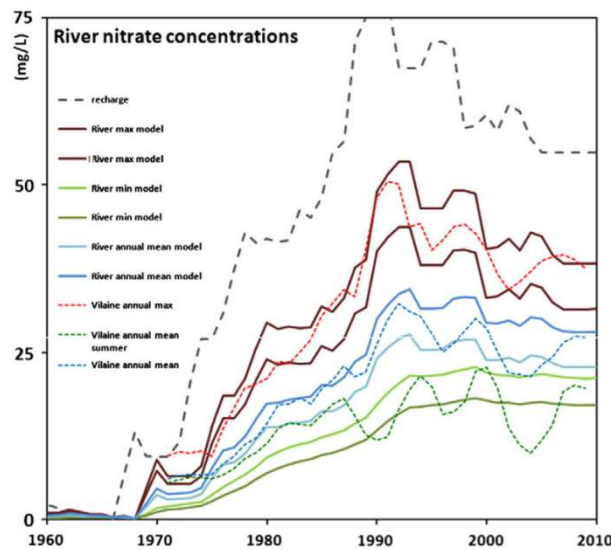 75
River nitrate concentrations
(mg/L)
recharge
River max model
River max model
50
River min model
River min model
River annual mean model
River annual mean model
Vilaine annual max
25
Vilaine annual mean
summer
Vilaine annual mean
0
1960
1970
1980
1990
2000
2010